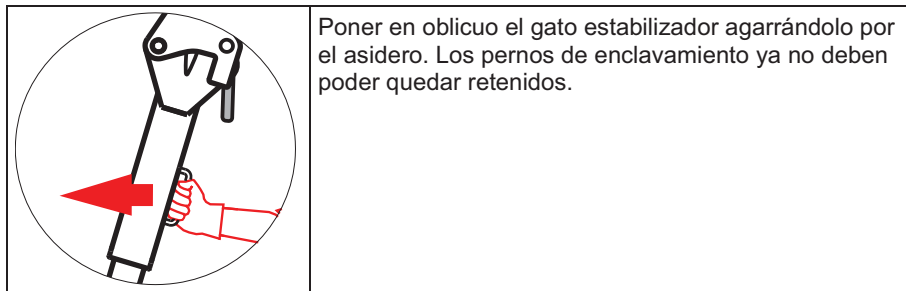 Poner en oblicuo el gato estabilizador agarrándolo por
el asidero. Los pernos de enclavamiento ya no deben
poder quedar retenidos.